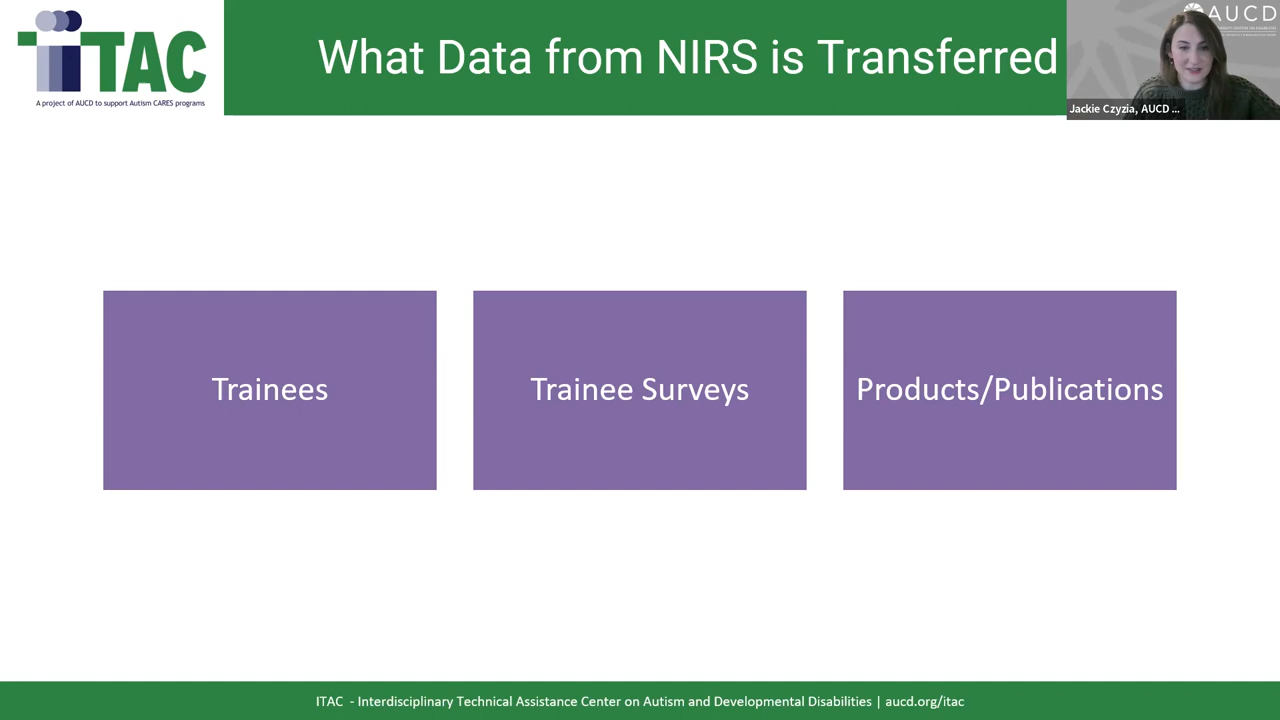 iTAC
A project of AUCD to support Autism CARES programs
What Data from NIRS is Transferred
AUCD
Jackie Czyzia, AUCD ...
Trainees
Trainee Surveys
Products/Publications
ITAC - Interdisciplinary Technical Assistance Center on Autism and Developmental Disabilities | aucd.org/itac